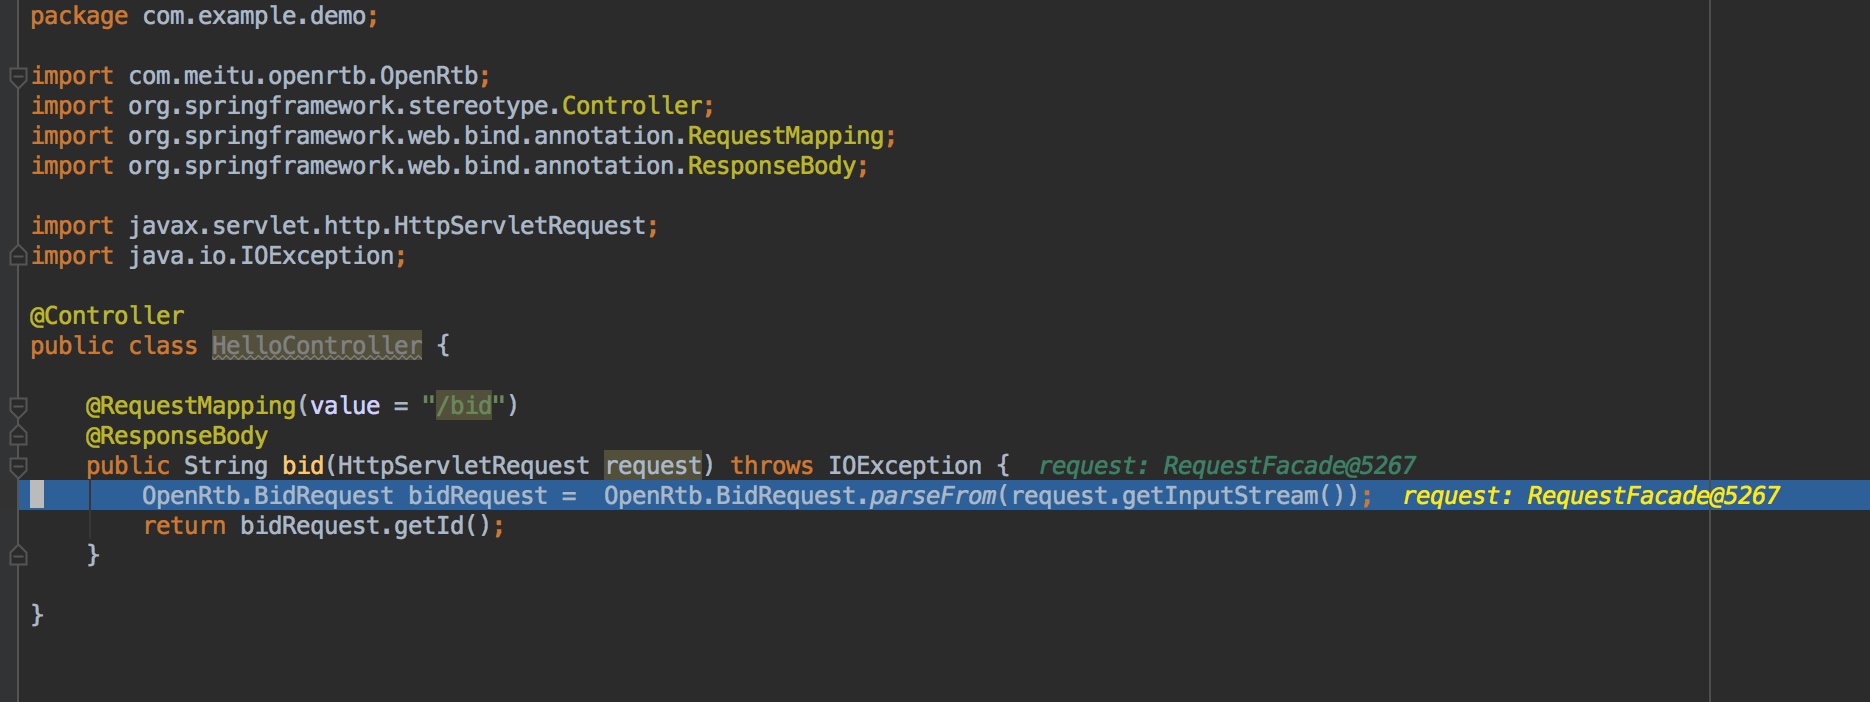 package com.example.demo;
import com.meitu.openrtb.OpenRtb;
import org.springframework.stereotype.Controller;
import org.springframework.web.bind.annotation.RequestMapping;
import org.springframework.web.bind.annotation.ResponseBody;
import javax.servlet.http.HttpServletRequest;
import java.io.IOException;
@Controller
public class HelloController {
@RequestMapping(value = "/bid")
@ResponseBody
public String bid(HttpServletRequest request) throws IOException {  request: RequestFacade@5267
OpenRtb.BidRequest bidRequest =  OpenRtb.BidRequest.parseFrom(request.getInputStream());  request: RequestFacade@5267
return bidRequest.getId();
}
}